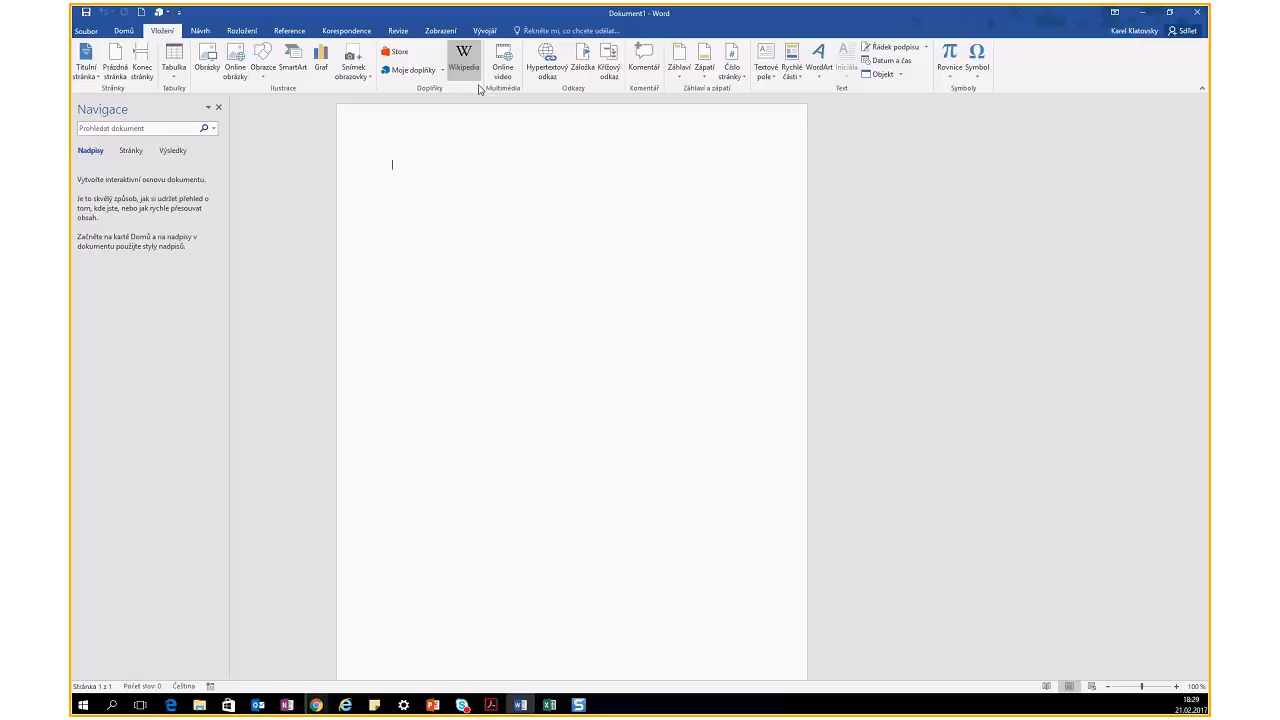 Dokument1 - Word
Soubor Domů Vložení Návrh Rozložení Reference Korespondence Revize Zobrazení Vývojář Řekněte mi, co chcete udělat... Karel Klatovsky Sdílet
Titulní stránka Prázdná stránka Konec stránky Tabulka Obrázky Online obrázky Obrazce SmartArt Graf Snímek obrazovky Store Moje doplňky Wikipedia Online video Hypertextový odkaz Záložka Křížový odkaz Komentář Záhlaví Zápatí Číslo stránky Textové pole Rychlé části WordArt Iniciála Řádek podpisu Datum a čas Objekt Rovnice Symbol
Stránky Tabulky Ilustrace Doplňky Multimédia Odkazy Komentář Záhlaví a zápatí Text Symboly
Navigace
Prohledat dokument
Nadpisy Stránky Výsledky
Vytvořte interaktivní osnovu dokumentu.
Je to skvělý způsob, jak si udržet přehled o
tom, kde jste, nebo jak rychle přesouvat
obsah.
Začněte na kartě Domů a na nadpisy v
dokumentu použijte styly nadpisů.
Stránka 1 z 1 Počet slov: 0 Čeština 100 %
18:29
21.02.2017